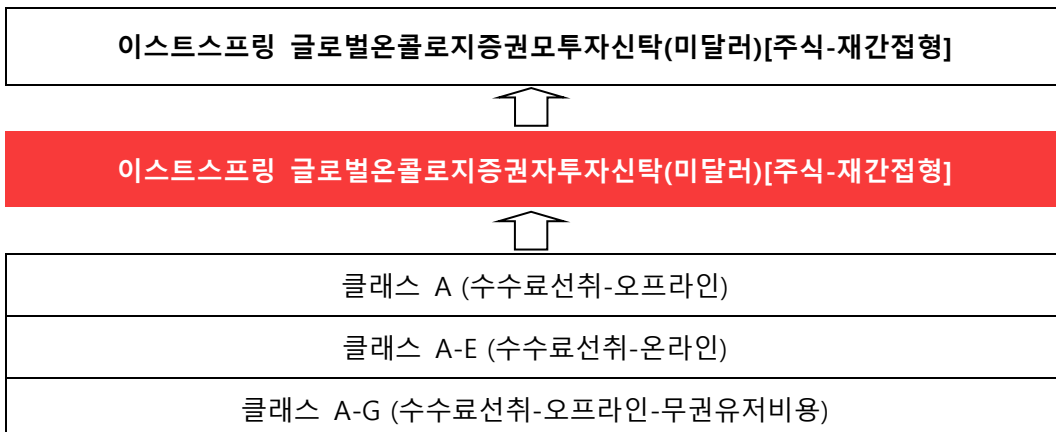 이스트스프링 글로벌온콜로지증권모투자신탁(미달러)[주식-재간접형]
이스트스프링 글로벌온콜로지증권자투자신탁(미달러)[주식-재간접형]
클래스 A (수수료선취-오프라인)
클래스 A-E (수수료선취-온라인)
클래스 A-G (수수료선취-오프라인-무권유저비용)